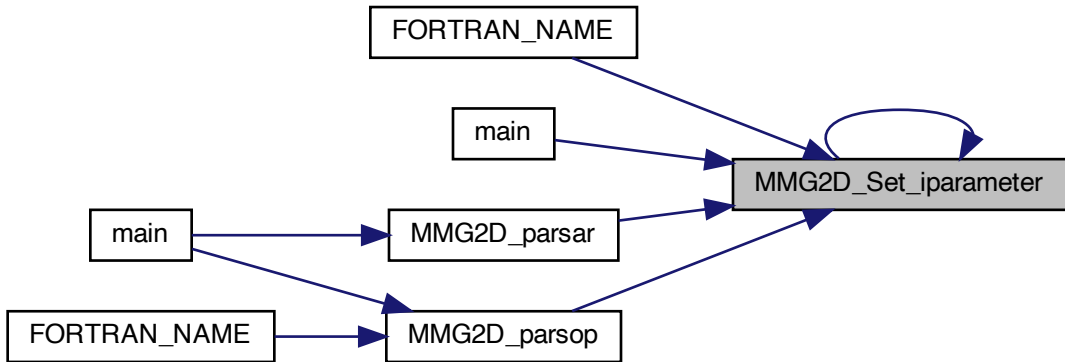 FORTRAN_NAME
main
MMG2D_Set_iparameter
main
MMG2D_parsar
FORTRAN_NAME
MMG2D_parsop